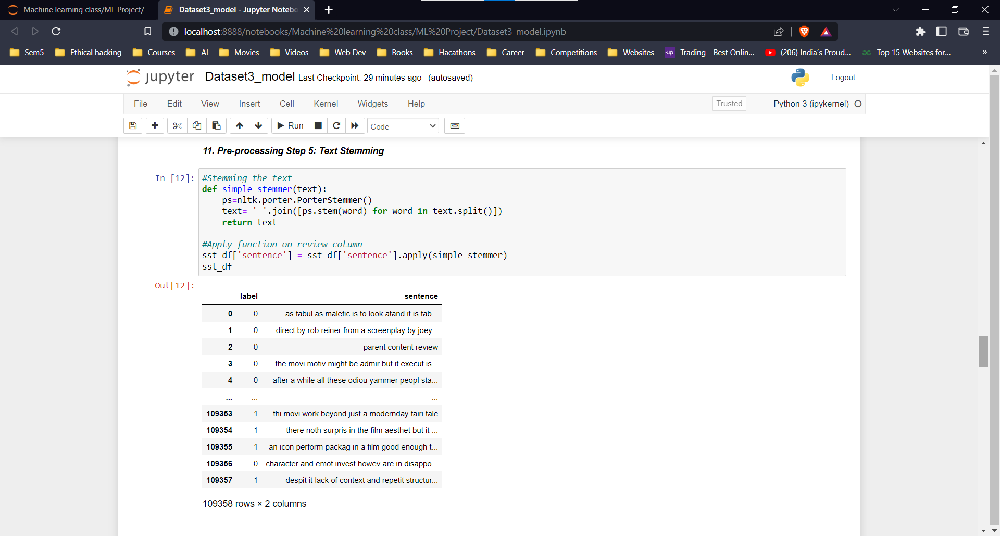 Machine learning class/ML Project/
Dataset3_model - Jupyter Notebo
localhost:8888/notebooks/Machine%20learning%20class/ML%20Project/Dataset3_model.ipynb
Sem5 Ethical hacking Courses AI Movies Videos Web Dev Books Hacathons Career Competitions Websites up Trading - Best Onlin... (206) India's Proud... Top 15 Websites for... »
jupyter Dataset3_model Last Checkpoint: 29 minutes ago (autosaved) Logout
File Edit View Insert Cell Kernel Widgets Help Trusted Python 3 (ipykernel)
Run Code
11. Pre-processing Step 5: Text Stemming
In [12]: #Stemming the text
def simple_stemmer(text):
    ps=nltk.porter.PorterStemmer()
    text= ' '.join([ps.stem(word) for word in text.split()])
    return text
#Apply function on review column
sst_df['sentence'] = sst_df['sentence'].apply(simple_stemmer)
sst_df
Out[12]:
label sentence
0 0 as fabul as malefic is to look atand it is fab...
1 0 direct by rob reiner from a screenplay by joey...
2 0 parent content review
3 0 the movi motiv might be admir but it execut is...
4 0 after a while all these odiou yammer peopl sta...
... ... ...
109353 1 thi movi work beyond just a modernday fairi tale
109354 1 there noth surpris in the film aesthet but it ...
109355 1 an icon perform packag in a film good enough t...
109356 0 character and emot invest howev are in disappo...
109357 1 despit it lack of context and repetit structur...
109358 rows × 2 columns